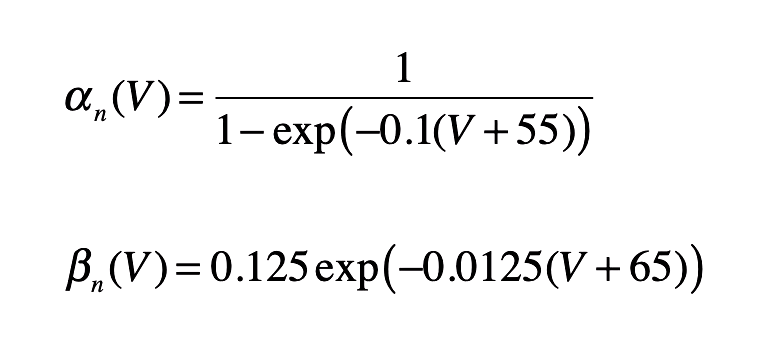 αₙ(V) = 1 / (1 − exp(−0.1(V + 55)))
βₙ(V) = 0.125 exp(−0.0125(V + 65))